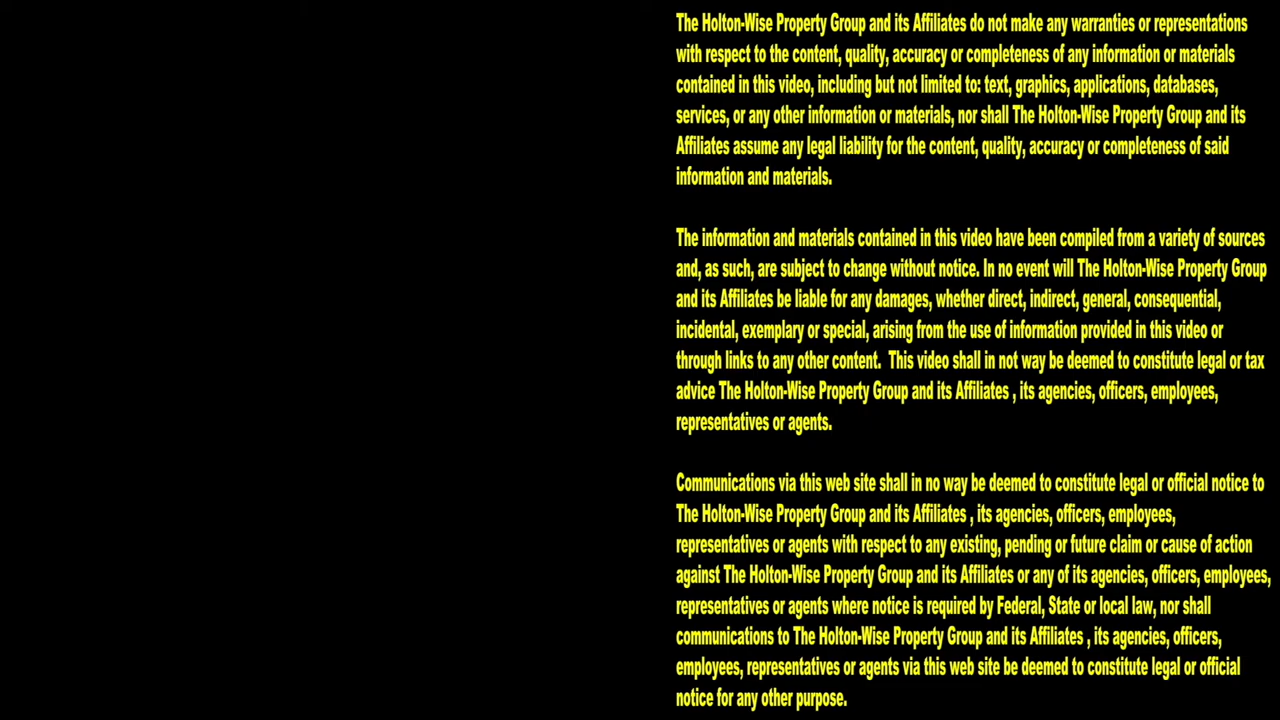 The Holton-Wise Property Group and its Affiliates do not make any warranties or representations
with respect to the content, quality, accuracy or completeness of any information or materials
contained in this video, including but not limited to: text, graphics, applications, databases,
services, or any other information or materials, nor shall The Holton-Wise Property Group and its
Affiliates assume any legal liability for the content, quality, accuracy or completeness of said
information and materials.
The information and materials contained in this video have been compiled from a variety of sources
and, as such, are subject to change without notice. In no event will The Holton-Wise Property Group
and its Affiliates be liable for any damages, whether direct, indirect, general, consequential,
incidental, exemplary or special, arising from the use of information provided in this video or
through links to any other content.  This video shall in not way be deemed to constitute legal or tax
advice The Holton-Wise Property Group and its Affiliates , its agencies, officers, employees,
representatives or agents.
Communications via this web site shall in no way be deemed to constitute legal or official notice to
The Holton-Wise Property Group and its Affiliates , its agencies, officers, employees,
representatives or agents with respect to any existing, pending or future claim or cause of action
against The Holton-Wise Property Group and its Affiliates or any of its agencies, officers, employees,
representatives or agents where notice is required by Federal, State or local law, nor shall
communications to The Holton-Wise Property Group and its Affiliates , its agencies, officers,
employees, representatives or agents via this web site be deemed to constitute legal or official
notice for any other purpose.